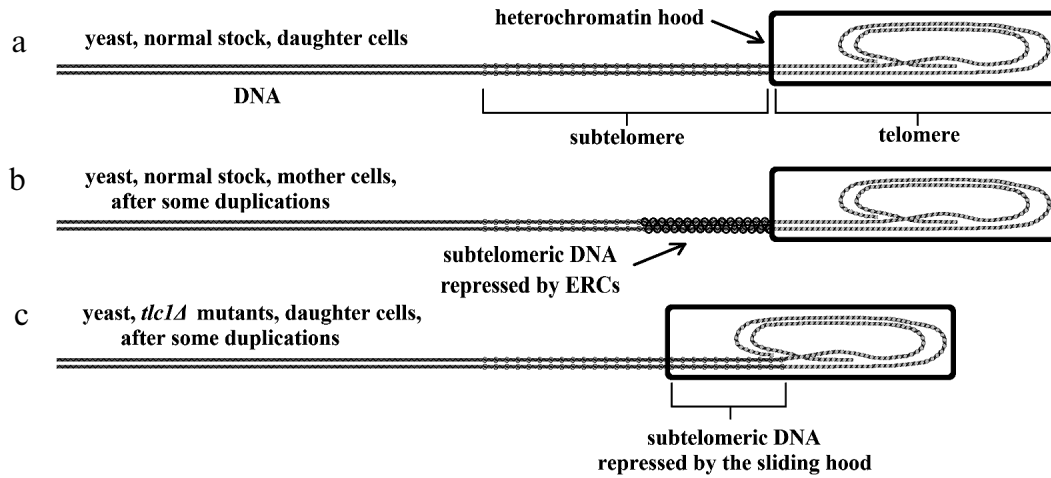 heterochromatin hood
a
yeast, normal stock, daughter cells
DNA
subtelomere
telomere
b
yeast, normal stock, mother cells,
after some duplications
subtelomeric DNA
repressed by ERCs
c
yeast, tlc1Δ mutants, daughter cells,
after some duplications
subtelomeric DNA
repressed by the sliding hood